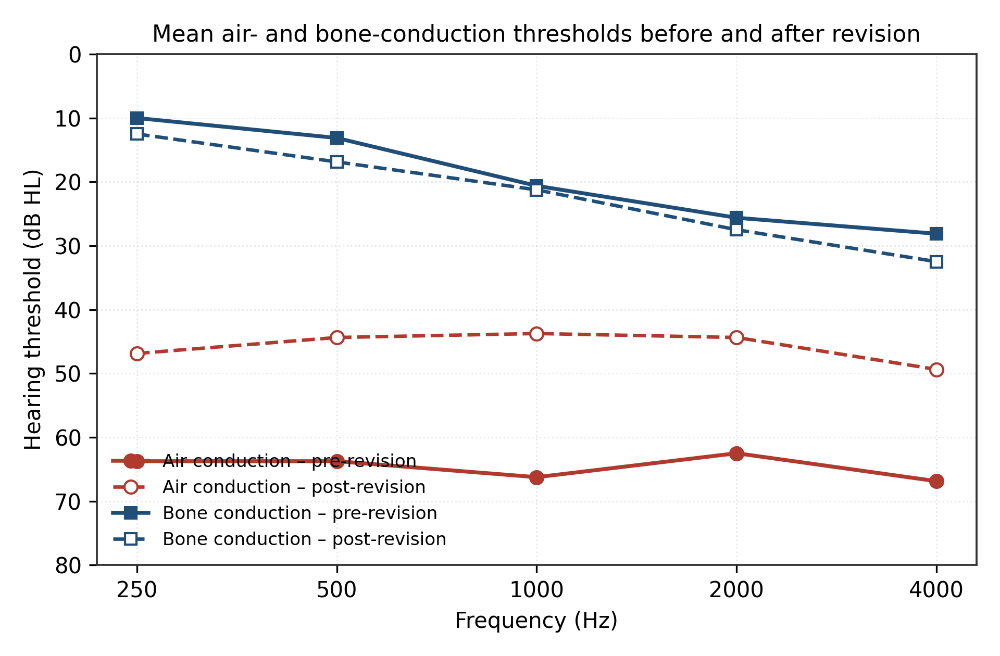 Mean air- and bone-conduction thresholds before and after revision
Hearing threshold (dB HL)
0
10
20
30
40
50
60
70
80
Air conduction – pre-revision
Air conduction – post-revision
Bone conduction – pre-revision
Bone conduction – post-revision
250 500 1000 2000 4000
Frequency (Hz)